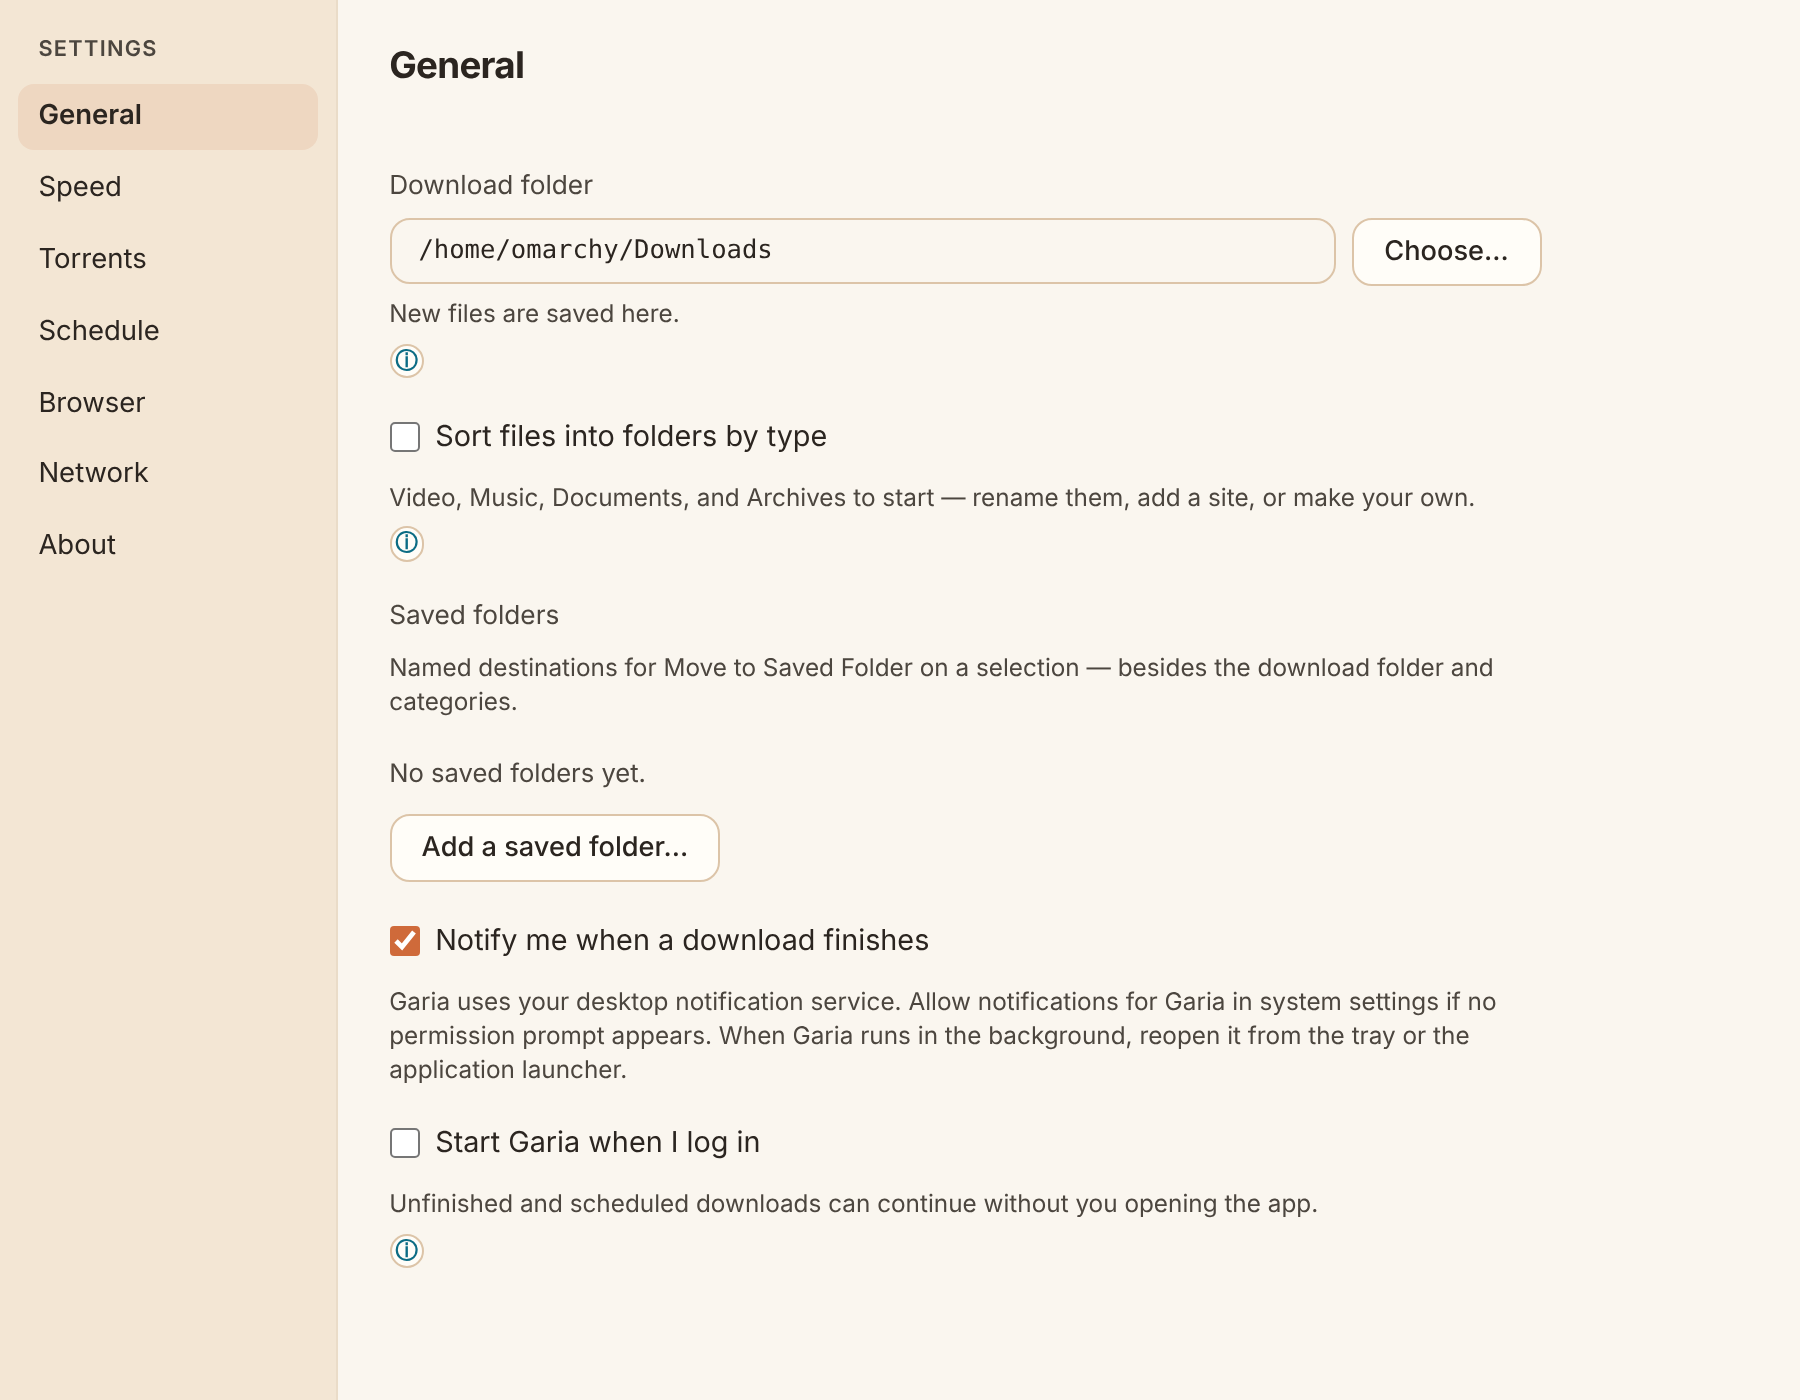 SETTINGS
General
Speed
Torrents
Schedule
Browser
Network
About
General
Download folder
/home/omarchy/Downloads
Choose...
New files are saved here.
Sort files into folders by type
Video, Music, Documents, and Archives to start — rename them, add a site, or make your own.
Saved folders
Named destinations for Move to Saved Folder on a selection — besides the download folder and
categories.
No saved folders yet.
Add a saved folder...
Notify me when a download finishes
Garia uses your desktop notification service. Allow notifications for Garia in system settings if no
permission prompt appears. When Garia runs in the background, reopen it from the tray or the
application launcher.
Start Garia when I log in
Unfinished and scheduled downloads can continue without you opening the app.